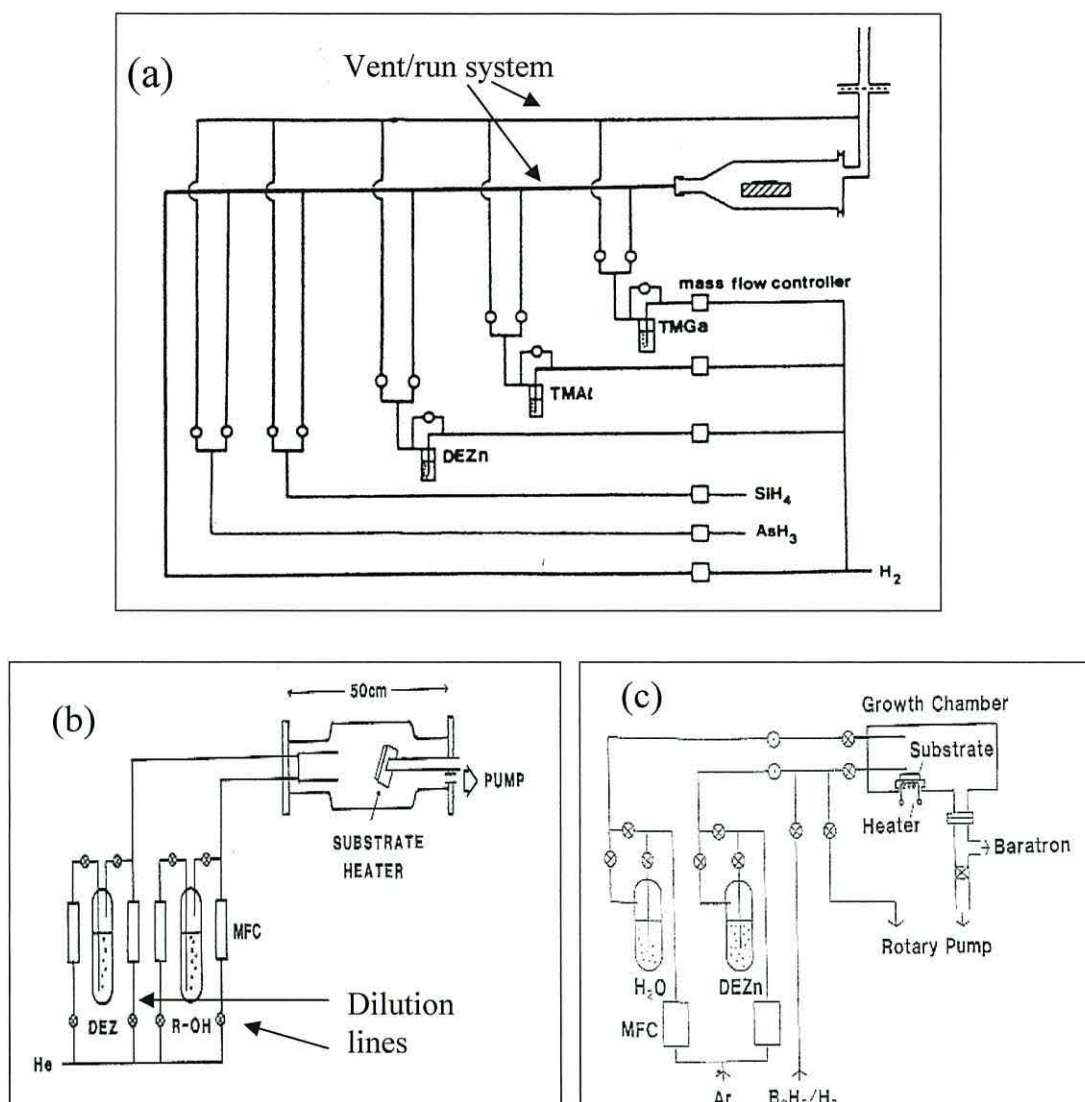 (a)
Vent/run system
mass flow controller
TMGa
TMAl
DEZn
SiH₄
AsH₃
H₂
(b)
50cm
PUMP
SUBSTRATE
HEATER
MFC
DEZ
R-OH
Dilution
lines
He
(c)
Growth Chamber
Substrate
Heater
Baratron
Rotary Pump
H₂O
DEZn
MFC
Ar